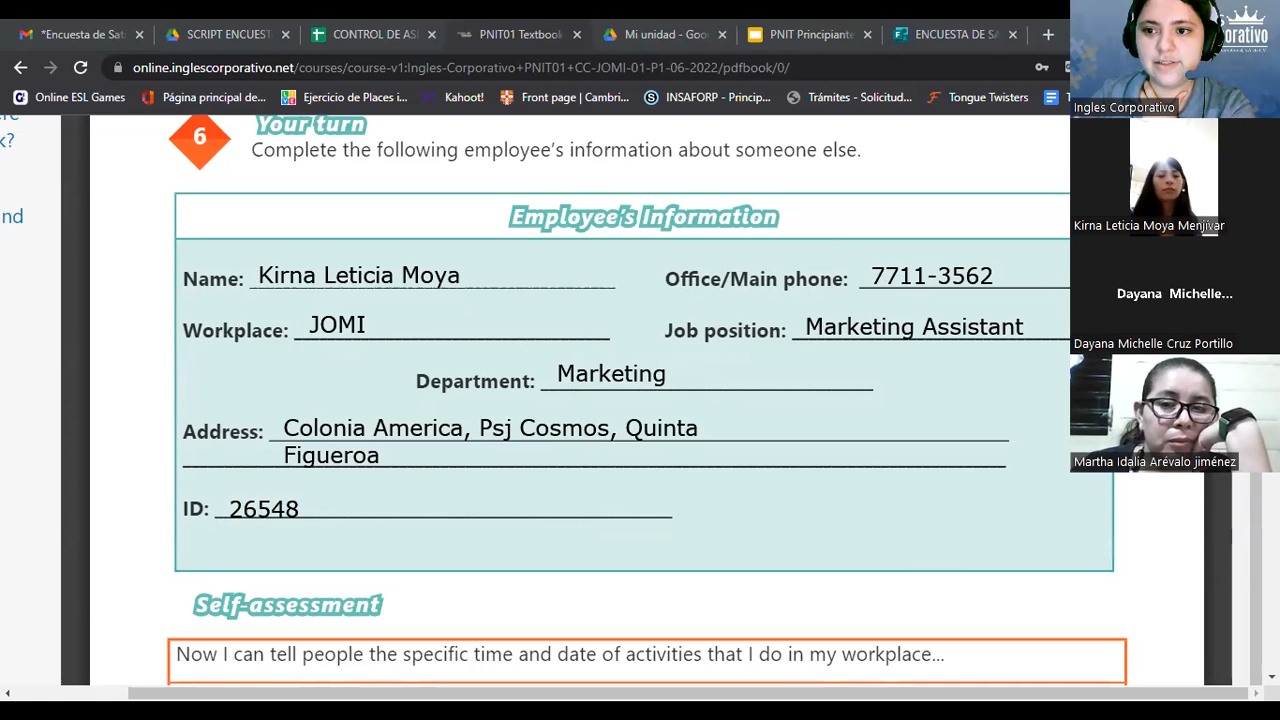 *Encuesta de Sat
SCRIPT ENCUEST
CONTROL DE ASI
PNIT01 Textbook
Mi unidad - Goo
PNIT Principiante
ENCUESTA DE SA
online.inglescorporativo.net/courses/course-v1:Ingles-Corporativo+PNIT01+CC-JOMI-01-P1-06-2022/pdfbook/0/
Online ESL Games
Página principal de...
Ejercicio de Places i...
Kahoot!
Front page | Cambri...
INSAFORP - Princip...
Trámites - Solicitud...
Tongue Twisters
k?
nd
6
Your turn
Complete the following employee's information about someone else.
Employee's Information
Name: Kirna Leticia Moya
Office/Main phone: 7711-3562
Workplace: JOMI
Job position: Marketing Assistant
Department: Marketing
Address: Colonia America, Psj Cosmos, Quinta
Figueroa
ID: 26548
Self-assessment
Now I can tell people the specific time and date of activities that I do in my workplace...
Ingles Corporativo
Kirna Leticia Moya Menjivar
Dayana Michelle...
Dayana Michelle Cruz Portillo
Martha Idalia Arévalo jiménez